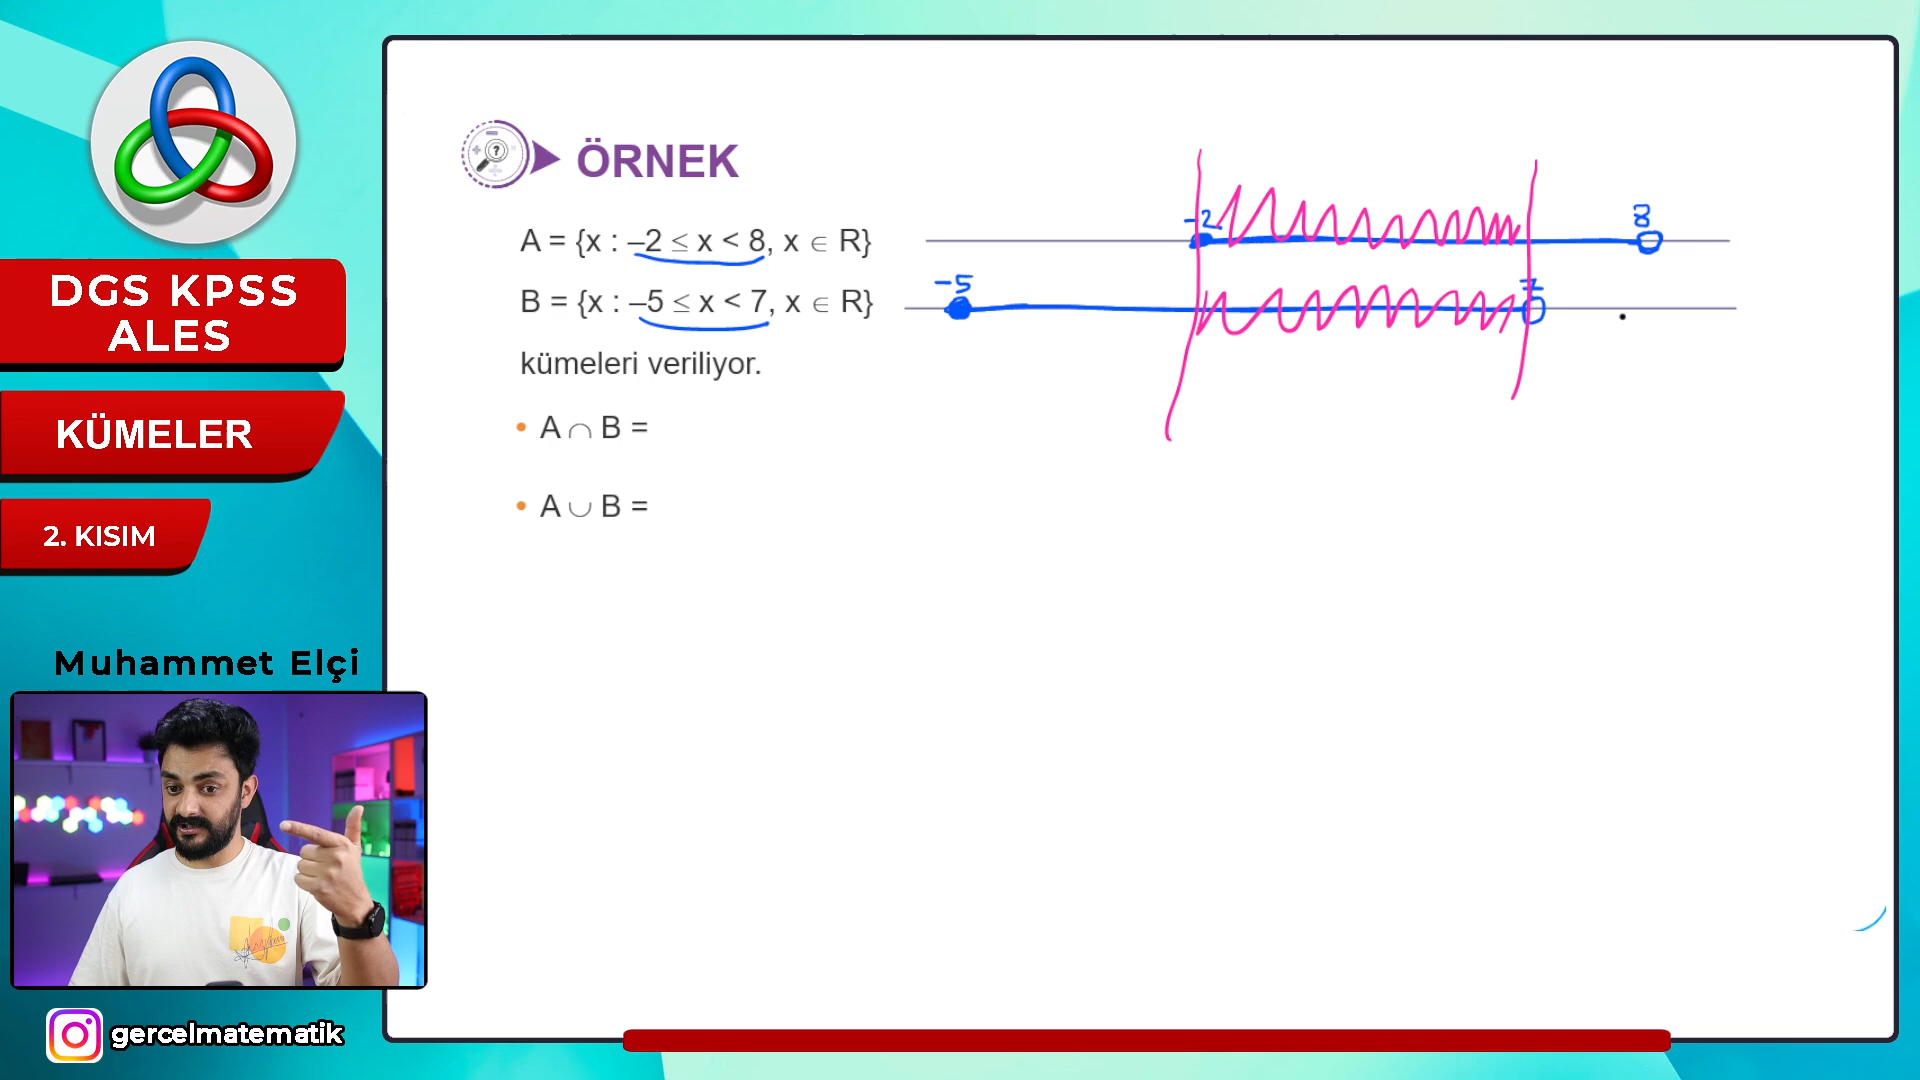 DGS KPSS
ALES
KÜMELER
2. KISIM
Muhammet Elçi
gercelmatematik
ÖRNEK
A = {x : –2 ≤ x < 8, x ∈ R}
B = {x : –5 ≤ x < 7, x ∈ R}
kümeleri veriliyor.
• A ∩ B =
• A ∪ B =
-2 8
-5 7